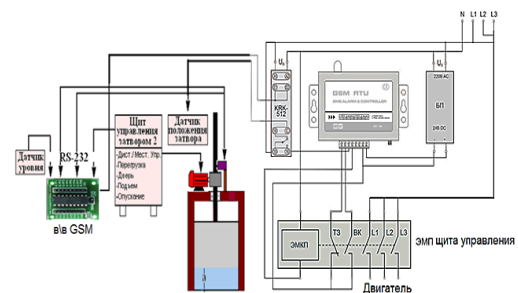 N L1 L2 L3
Uп
Uп
220В AC
БП
24В DC
KRK-512
GSM RTU
Щит управления затвором 2
Датчик положения затвора
-Дист / Мест. Упр.
-Перегрузка
-Дверь
-Подъем
-Опускание
RS-232
Датчик уровня
в\в GSM
ЭМКП
ТЗ
ВК
L1
L2
L3
ЭМП щита управления
Двигатель